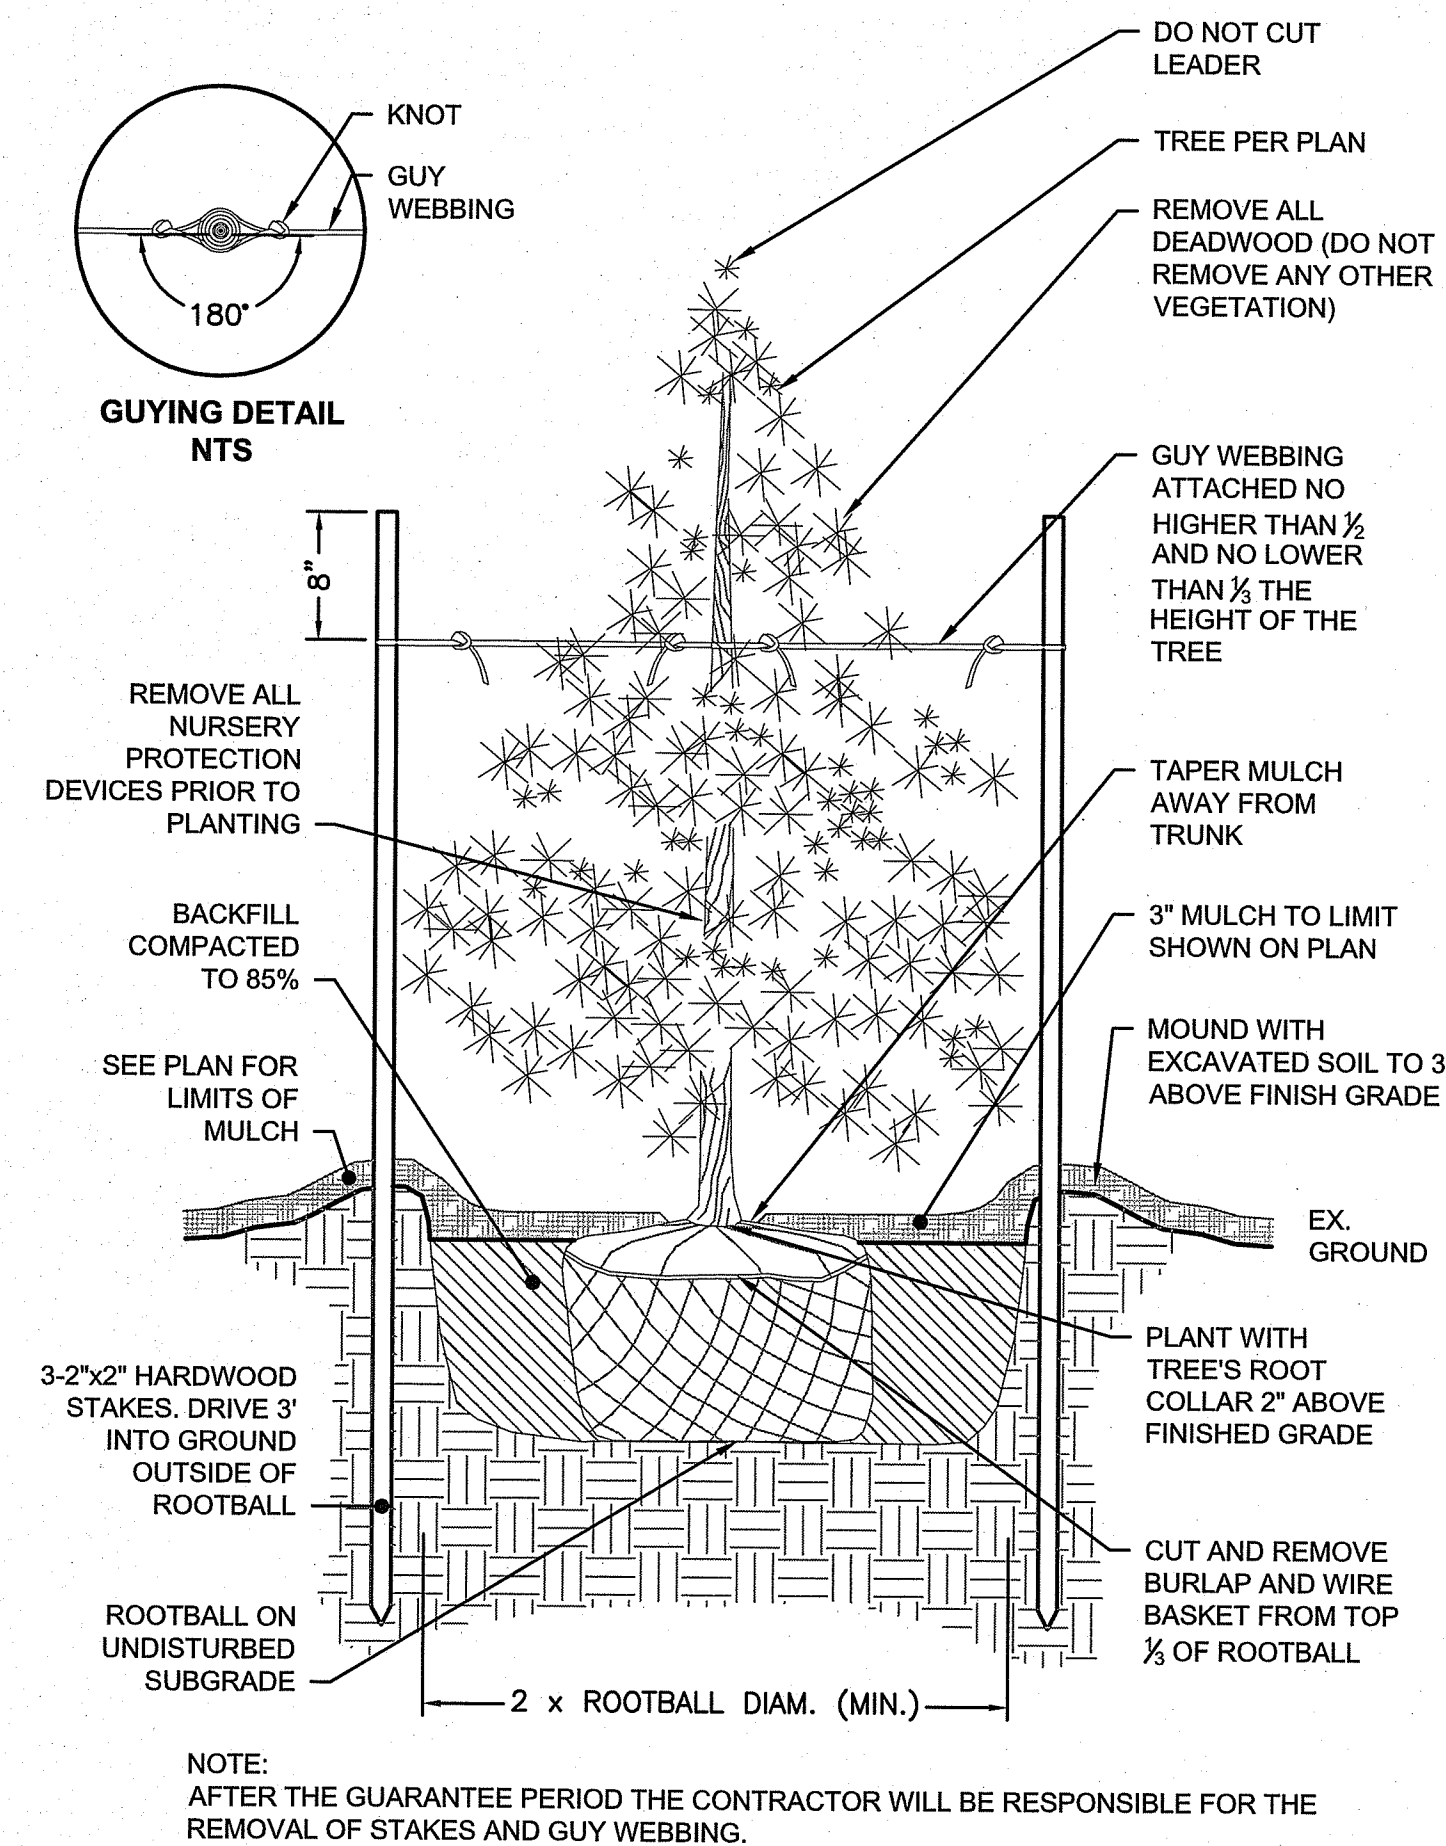 DO NOT CUT
LEADER
KNOT
TREE PER PLAN
GUY
WEBBING
REMOVE ALL
DEADWOOD (DO NOT
REMOVE ANY OTHER
VEGETATION)
180°
GUYING DETAIL
NTS
GUY WEBBING
ATTACHED NO
HIGHER THAN ½
AND NO LOWER
THAN ⅓ THE
HEIGHT OF THE
TREE
8"
REMOVE ALL
NURSERY
PROTECTION
DEVICES PRIOR TO
PLANTING
TAPER MULCH
AWAY FROM
TRUNK
BACKFILL
COMPACTED
TO 85%
3" MULCH TO LIMIT
SHOWN ON PLAN
MOUND WITH
EXCAVATED SOIL TO 3
ABOVE FINISH GRADE
SEE PLAN FOR
LIMITS OF
MULCH
EX.
GROUND
PLANT WITH
TREE'S ROOT
COLLAR 2" ABOVE
FINISHED GRADE
3-2"x2" HARDWOOD
STAKES. DRIVE 3'
INTO GROUND
OUTSIDE OF
ROOTBALL
CUT AND REMOVE
BURLAP AND WIRE
BASKET FROM TOP
⅓ OF ROOTBALL
ROOTBALL ON
UNDISTURBED
SUBGRADE
2 x ROOTBALL DIAM. (MIN.)
NOTE:
AFTER THE GUARANTEE PERIOD THE CONTRACTOR WILL BE RESPONSIBLE FOR THE
REMOVAL OF STAKES AND GUY WEBBING.